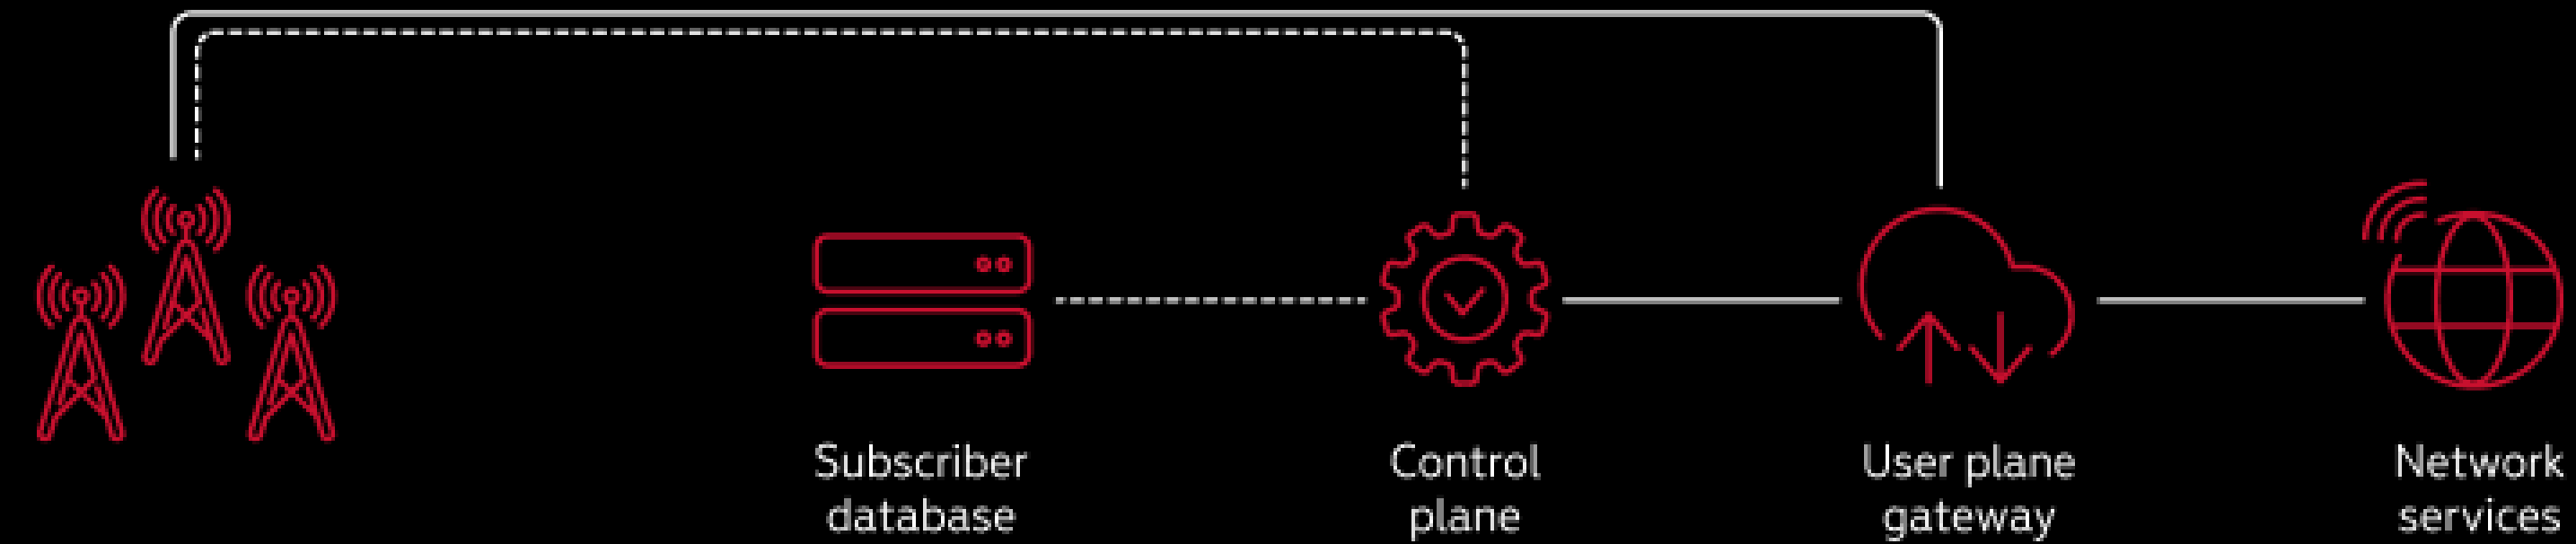 Subscriber
database
Control
plane
User plane
gateway
Network
services